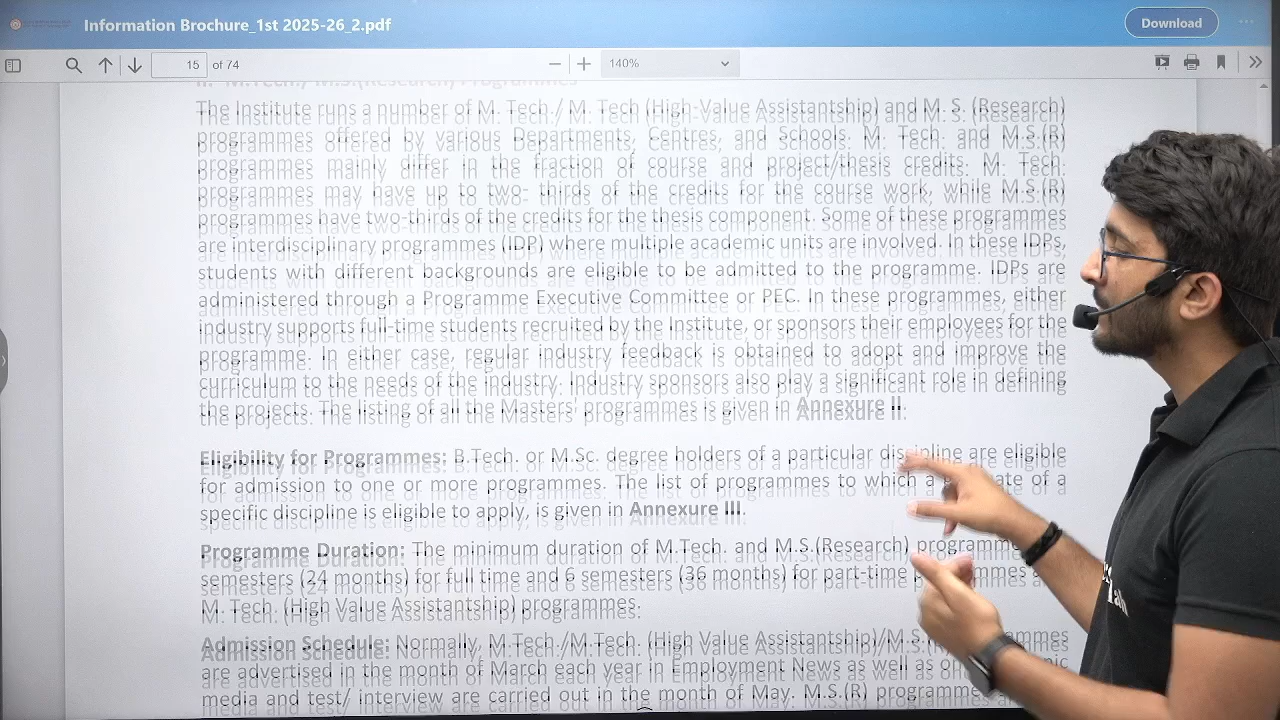 Information Brochure_1st 2025-26_2.pdf
Download
15 of 74
140%
II. M.Tech./ M.S.(Research) Programmes
The Institute runs a number of M. Tech./ M. Tech (High-Value Assistantship) and M. S. (Research)
programmes offered by various Departments, Centres, and Schools. M. Tech. and M.S.(R)
programmes mainly differ in the fraction of course and project/thesis credits. M. Tech.
programmes may have up to two- thirds of the credits for the course work, while M.S.(R)
programmes have two-thirds of the credits for the thesis component. Some of these programmes
are interdisciplinary programmes (IDP) where multiple academic units are involved. In these IDPs,
students with different backgrounds are eligible to be admitted to the programme. IDPs are
administered through a Programme Executive Committee or PEC. In these programmes, either
industry supports full-time students recruited by the Institute, or sponsors their employees for the
programme. In either case, regular industry feedback is obtained to adopt and improve the
curriculum to the needs of the industry. Industry sponsors also play a significant role in defining
the projects. The listing of all the Masters' programmes is given in Annexure II.
Eligibility for Programmes: B.Tech. or M.Sc. degree holders of a particular discipline are eligible
for admission to one or more programmes. The list of programmes to which a of a
specific discipline is eligible to apply, is given in Annexure III.
Programme Duration: The minimum duration of M.Tech. and M.S.(Research)
semesters (24 months) for full time and 6 semesters (36 months) for part-time
M. Tech. (High Value Assistantship) programmes.
Admission Schedule: Normally, M.Tech./M.Tech. (High Value Assistantship)/M.S.
are advertised in the month of March each year in Employment News as well as on
media and test/ interview are carried out in the month of May. M.S.(R)